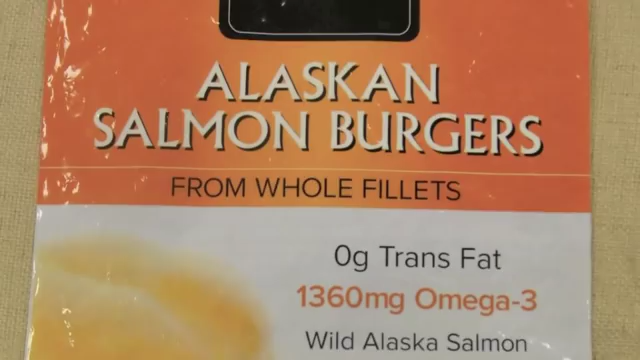 ALASKAN
SALMON BURGERS
FROM WHOLE FILLETS
0g Trans Fat
1360mg Omega-3
Wild Alaska Salmon